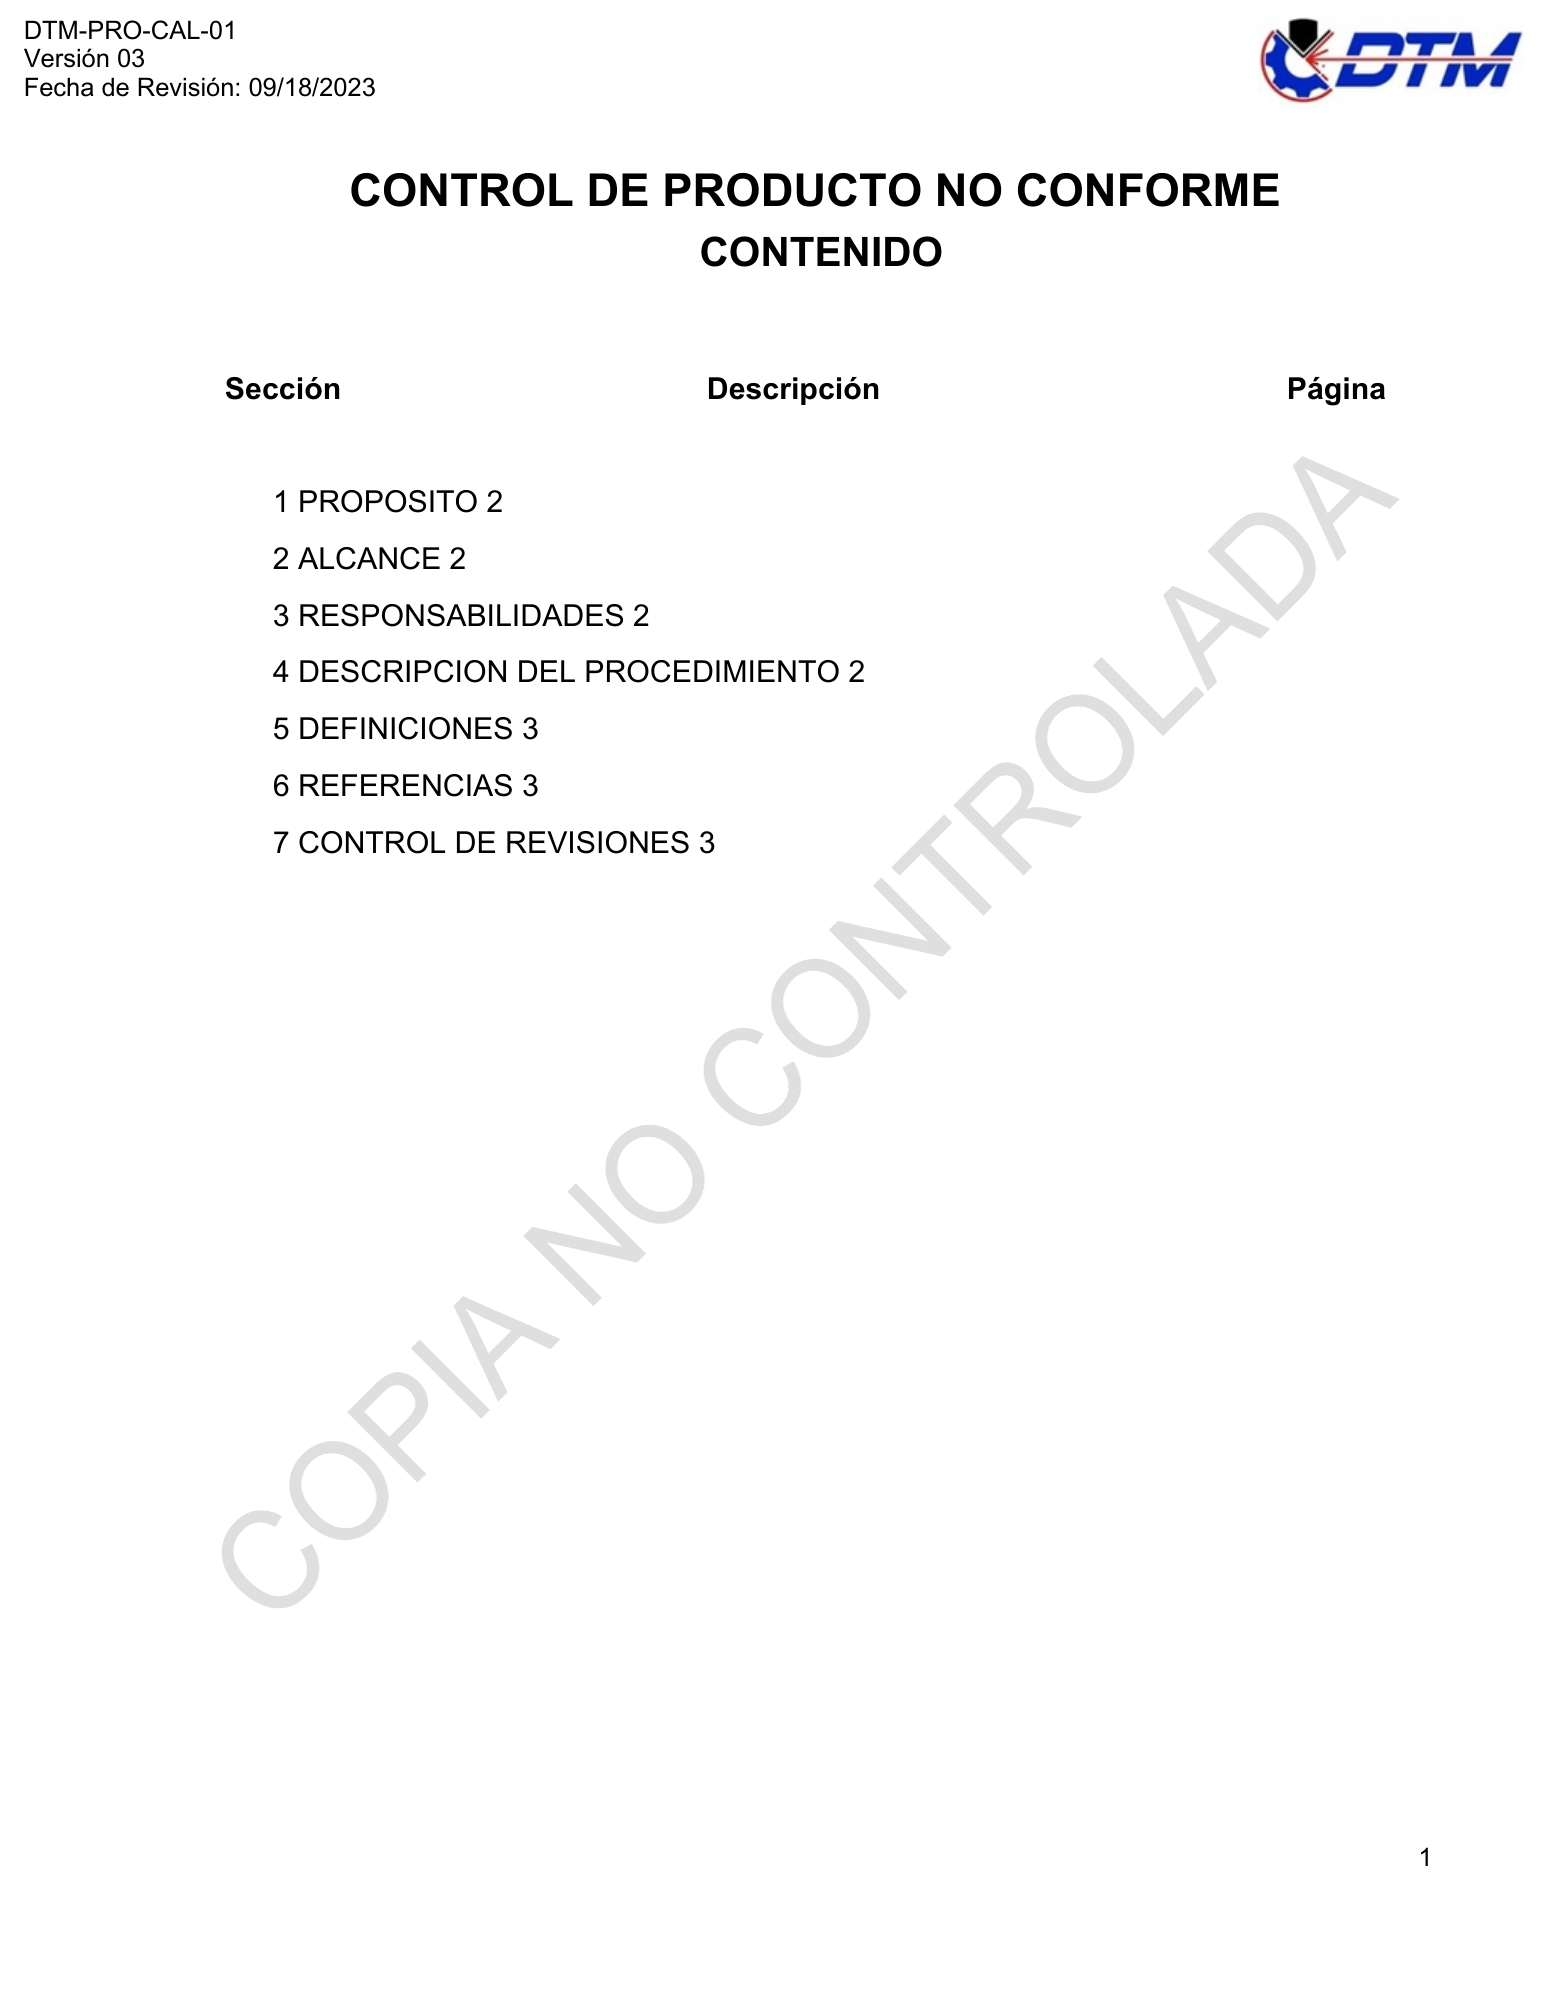 DTM-PRO-CAL-01
Versión 03
Fecha de Revisión: 09/18/2023
DTM
CONTROL DE PRODUCTO NO CONFORME
CONTENIDO
Sección Descripción Página
1 PROPOSITO 2
2 ALCANCE 2
3 RESPONSABILIDADES 2
4 DESCRIPCION DEL PROCEDIMIENTO 2
5 DEFINICIONES 3
6 REFERENCIAS 3
7 CONTROL DE REVISIONES 3
COPIA NO CONTROLADA
1